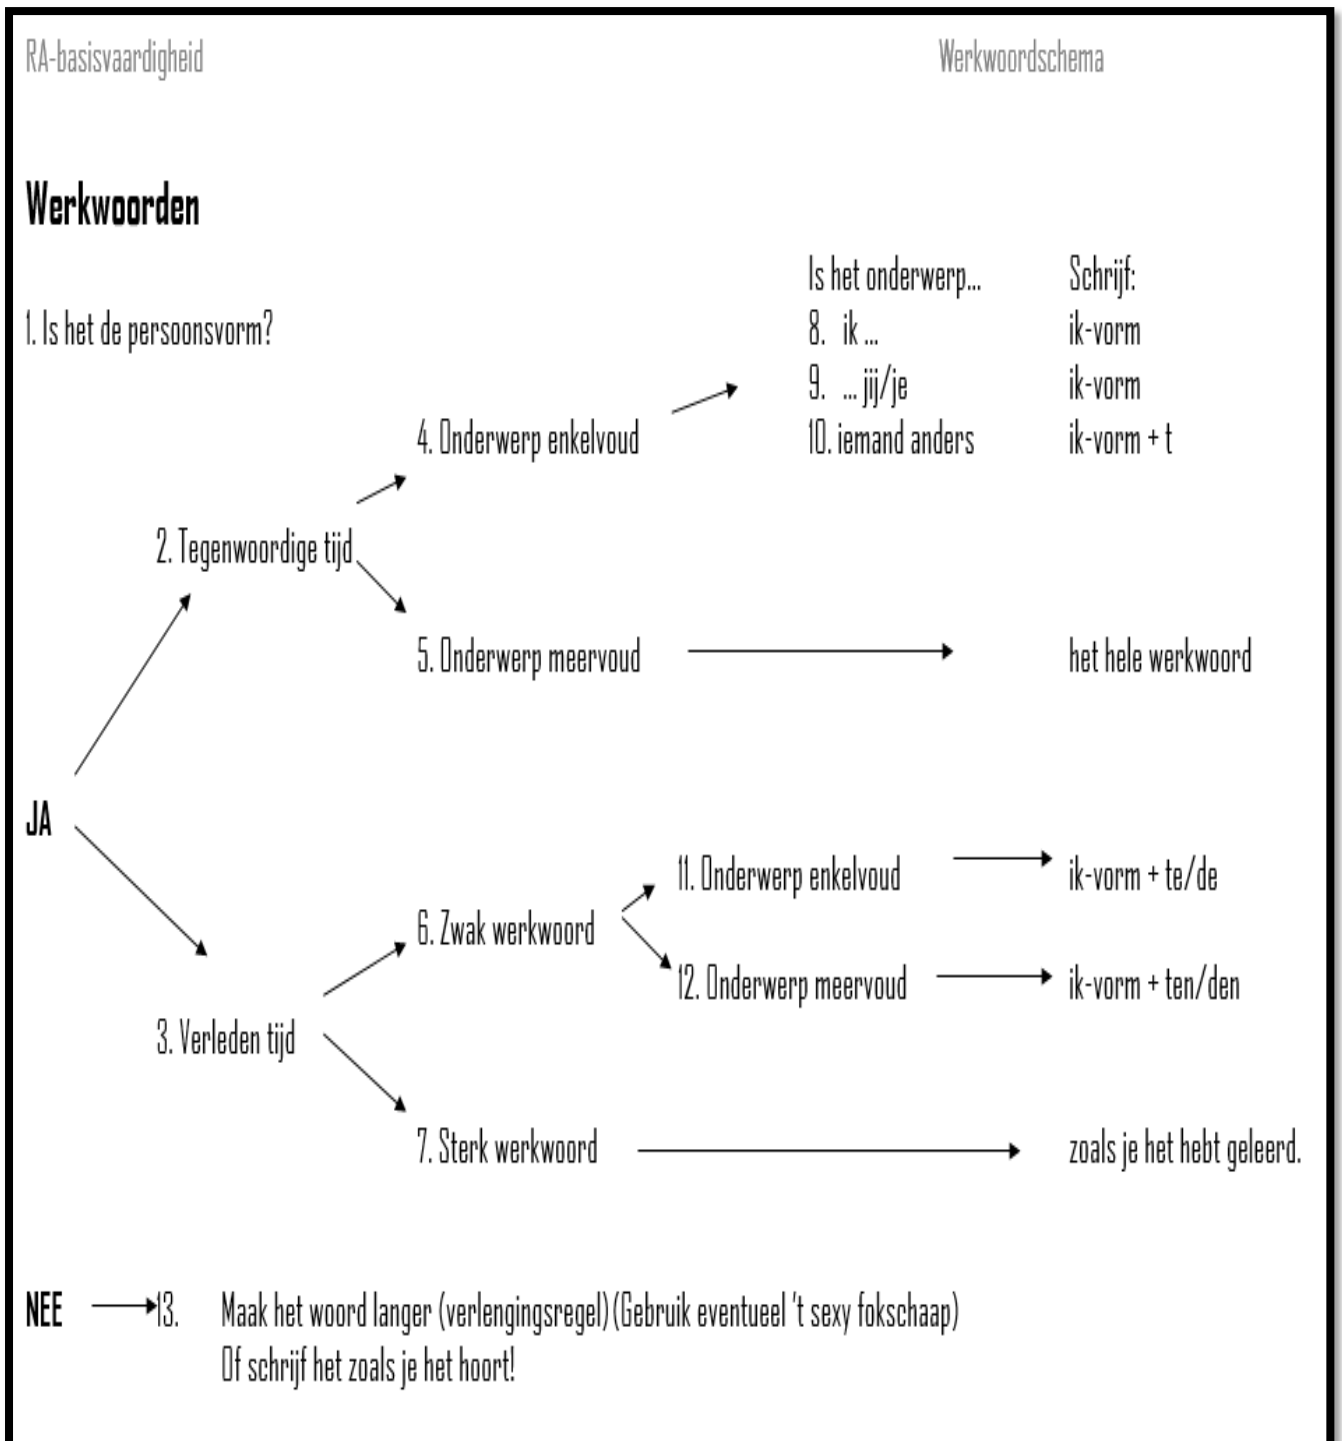 RA-basisvaardigheid Werkwoordschema
Werkwoorden
Is het onderwerp... Schrijf:
1. Is het de persoonsvorm? 8. ik ... ik-vorm
9. ... jij/je ik-vorm
4. Onderwerp enkelvoud 10. iemand anders ik-vorm + t
2. Tegenwoordige tijd
5. Onderwerp meervoud het hele werkwoord
JA
11. Onderwerp enkelvoud ik-vorm + te/de
6. Zwak werkwoord
12. Onderwerp meervoud ik-vorm + ten/den
3. Verleden tijd
7. Sterk werkwoord zoals je het hebt geleerd.
NEE 13. Maak het woord langer (verlengingsregel)(Gebruik eventueel 't sexy fokschaap)
Of schrijf het zoals je het hoort!